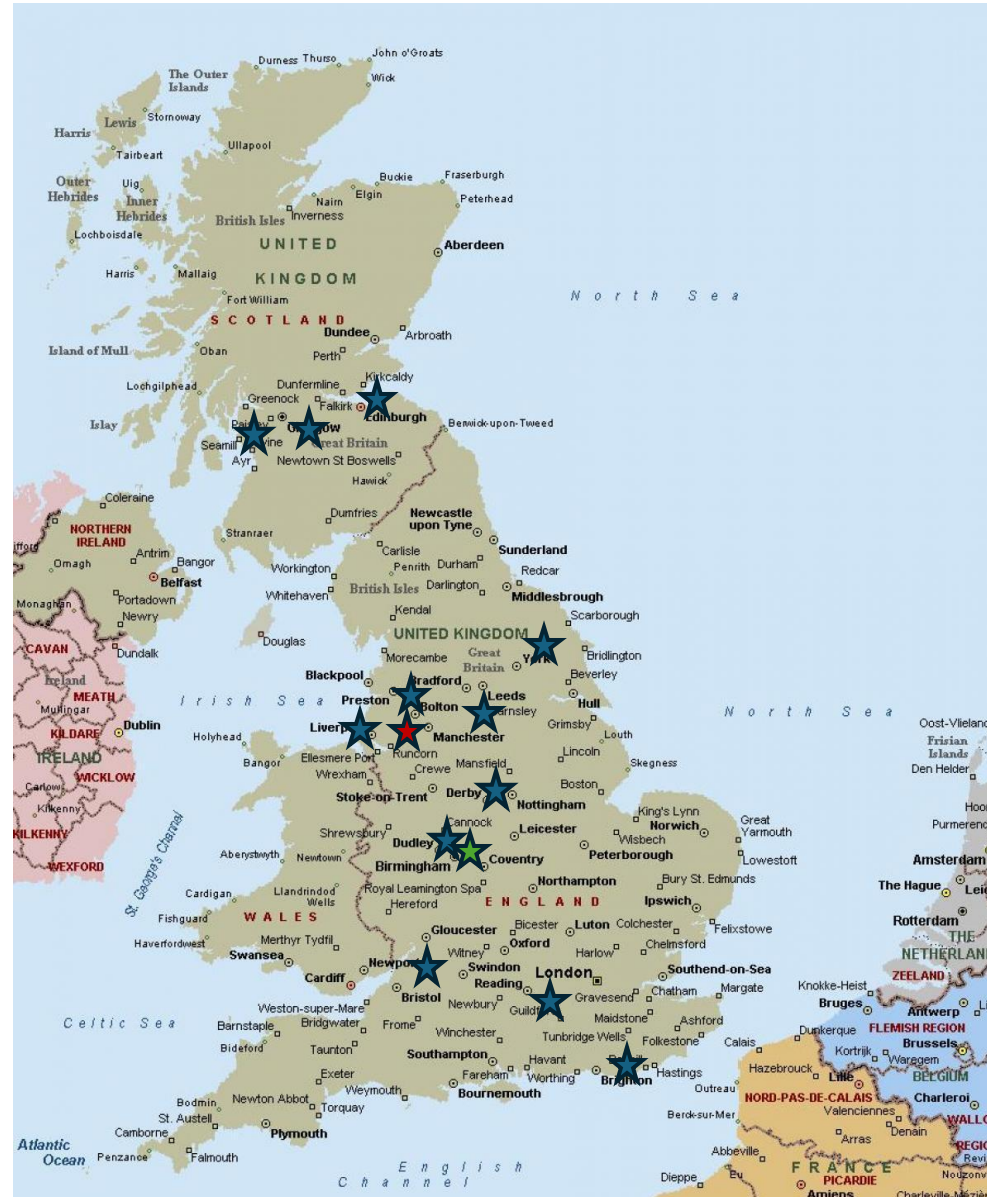 John o'Groats
Durness
Thurso
Wick
The Outer
Islands
Stornoway
Lewis
Harris
Tairbeart
Ullapool
Outer
Hebrides
Uig
Inner
Hebrides
Lochboisdale
Harris
Mallaig
British Isles
Inverness
Nairn
Elgin
Buckie
Fraserburgh
Peterhead
Aberdeen
UNITED
KINGDOM
Fort William
SCOTLAND
North Sea
Dundee
Arbroath
Perth
Island of Mull
Oban
Lochgilphead
Dunfermline
Kirkcaldy
Greenock
Falkirk
Edinburgh
Islay
Seamill
Ayr
Great Britain
Newtown St Boswells
Berwick-upon-Tweed
Hawick
Coleraine
NORTHERN
IRELAND
Antrim
Bangor
Omagh
Belfast
Portadown
Newry
Monaghan
Stranraer
Dumfries
Newcastle
upon Tyne
Sunderland
Carlisle
Penrith
Durham
Workington
Redcar
British Isles
Darlington
Middlesbrough
Whitehaven
Kendal
Scarborough
Douglas
UNITED KINGDOM
Morecambe
Great
Britain
Bridlington
Beverley
CAVAN
Dundalk
Ireland
MEATH
Mullingar
KILDARE
Dublin
IRELAND
WICKLOW
Carlow
Kilkenny
KILKENNY
WEXFORD
Blackpool
Preston
Leeds
Hull
Irish Sea
Bolton
Grimsby
Manchester
Louth
North Sea
Holyhead
Bangor
Ellesmere Port
Runcorn
Wrexham
Crewe
Mansfield
Lincoln
Skegness
Stoke-on-Trent
Derby
Nottingham
Boston
King's Lynn
Norwich
Great
Yarmouth
Shrewsbury
Cannock
Leicester
Wisbech
Dudley
Peterborough
Lowestoft
Aberystwyth
Newtown
Birmingham
Coventry
St. George's Channel
Royal Leamington Spa
Northampton
Bury St. Edmunds
Cardigan
Llandrindod
Wells
Hereford
ENGLAND
Ipswich
Fishguard
WALES
Felixstowe
Haverfordwest
Merthyr Tydfil
Gloucester
Bicester
Luton
Colchester
Witney
Oxford
Harlow
Chelmsford
Swansea
Cardiff
Swindon
London
Southend-on-Sea
Reading
Bristol
Newbury
Gravesend
Chatham
Margate
Weston-super-Mare
Celtic Sea
Barnstaple
Bridgwater
Frome
Maidstone
Ashford
Bideford
Taunton
Winchester
Tunbridge Wells
Folkestone
Southampton
Havant
Fareham
Worthing
Brighton
Hastings
Exeter
Weymouth
Bournemouth
Bodmin
Newton Abbot
Torquay
St. Austell
Camborne
Plymouth
Penzance
Falmouth
Atlantic
Ocean
English
Channel
Oost-Vlieland
Frisian
Islands
Den Helder
Amsterdam
The Hague
Rotterdam
THE
ZEELAND
Knokke-Heist
Bruges
Antwerp
Calais
Dunkerque
FLEMISH REGION
Kortrijk
Brussels
Waregem
Hazebrouck
Lille
BELGIUM
Outreau
NORD-PAS-DE-CALAIS
Charleroi
Berck-sur-Mer
Valenciennes
Denain
Arras
Abbeville
FRANCE
Dieppe
Eu
PICARDIE
Amiens